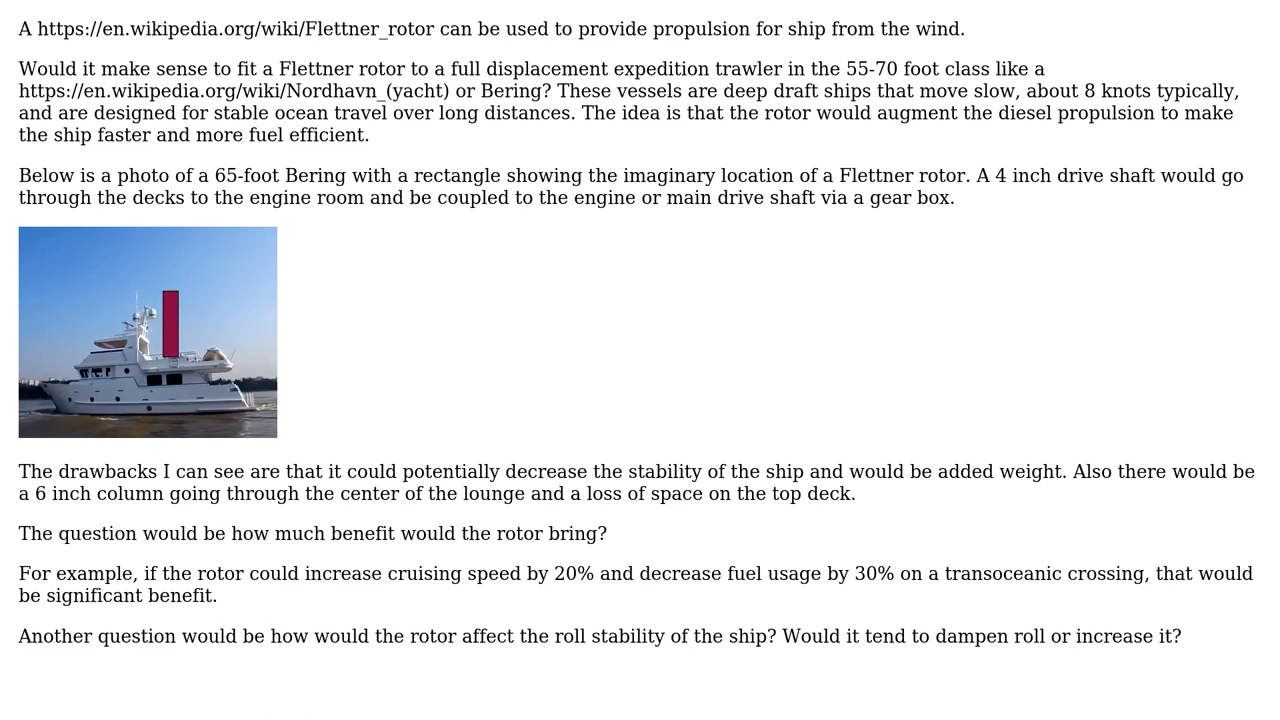 A https://en.wikipedia.org/wiki/Flettner_rotor can be used to provide propulsion for ship from the wind.
Would it make sense to fit a Flettner rotor to a full displacement expedition trawler in the 55-70 foot class like a
https://en.wikipedia.org/wiki/Nordhavn_(yacht) or Bering? These vessels are deep draft ships that move slow, about 8 knots typically,
and are designed for stable ocean travel over long distances. The idea is that the rotor would augment the diesel propulsion to make
the ship faster and more fuel efficient.
Below is a photo of a 65-foot Bering with a rectangle showing the imaginary location of a Flettner rotor. A 4 inch drive shaft would go
through the decks to the engine room and be coupled to the engine or main drive shaft via a gear box.
The drawbacks I can see are that it could potentially decrease the stability of the ship and would be added weight. Also there would be
a 6 inch column going through the center of the lounge and a loss of space on the top deck.
The question would be how much benefit would the rotor bring?
For example, if the rotor could increase cruising speed by 20% and decrease fuel usage by 30% on a transoceanic crossing, that would
be significant benefit.
Another question would be how would the rotor affect the roll stability of the ship? Would it tend to dampen roll or increase it?